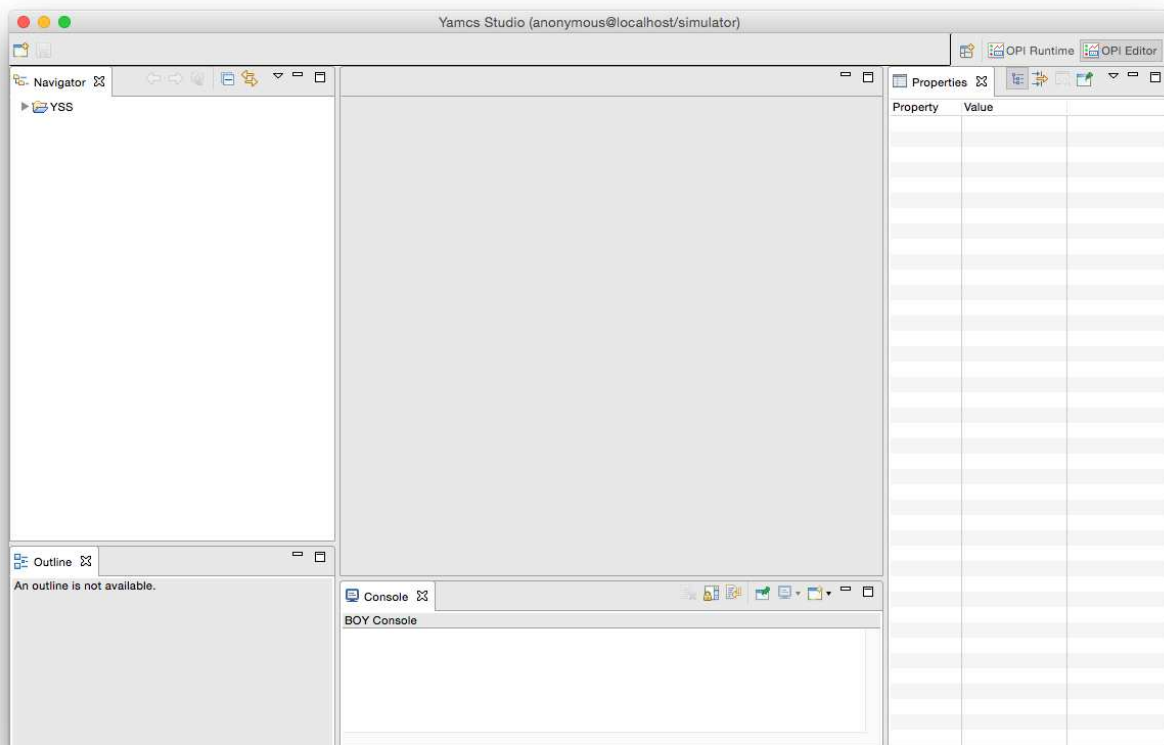 Yamcs Studio (anonymous@localhost/simulator)
OPI Runtime OPI Editor
Navigator
YSS
Properties
Property Value
Outline
An outline is not available.
Console
BOY Console